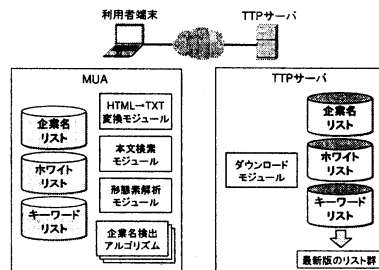 利用者端末
TTPサーバ
MUA
企業名
リスト
ホワイト
リスト
キーワード
リスト
HTML→TXT
変換モジュール
本文検索
モジュール
形態素解析
モジュール
企業名検出
アルゴリズム
TTPサーバ
ダウンロード
モジュール
企業名
リスト
ホワイト
リスト
キーワード
リスト
最新版のリスト群